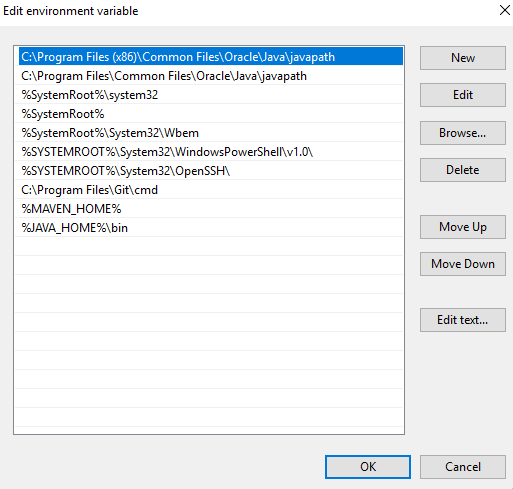 Edit environment variable
C:\Program Files (x86)\Common Files\Oracle\Java\javapath
C:\Program Files\Common Files\Oracle\Java\javapath
%SystemRoot%\system32
%SystemRoot%
%SystemRoot%\System32\Wbem
%SYSTEMROOT%\System32\WindowsPowerShell\v1.0\
%SYSTEMROOT%\System32\OpenSSH\
C:\Program Files\Git\cmd
%MAVEN_HOME%
%JAVA_HOME%\bin
New
Edit
Browse...
Delete
Move Up
Move Down
Edit text...
OK
Cancel